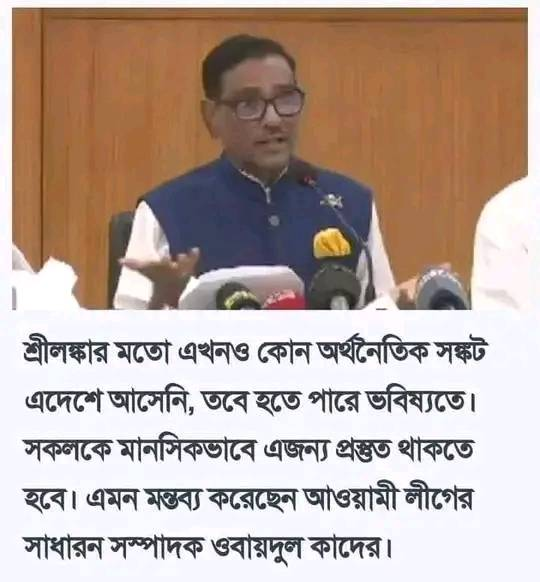 শ্রীলঙ্কার মতো এখনও কোন অর্থনৈতিক সঙ্কট
এদেশে আসেনি, তবে হতে পারে ভবিষ্যতে।
সকলকে মানসিকভাবে এজন্য প্রস্তুত থাকতে
হবে। এমন মন্তব্য করেছেন আওয়ামী লীগের
সাধারন সম্পাদক ওবায়দুল কাদের।